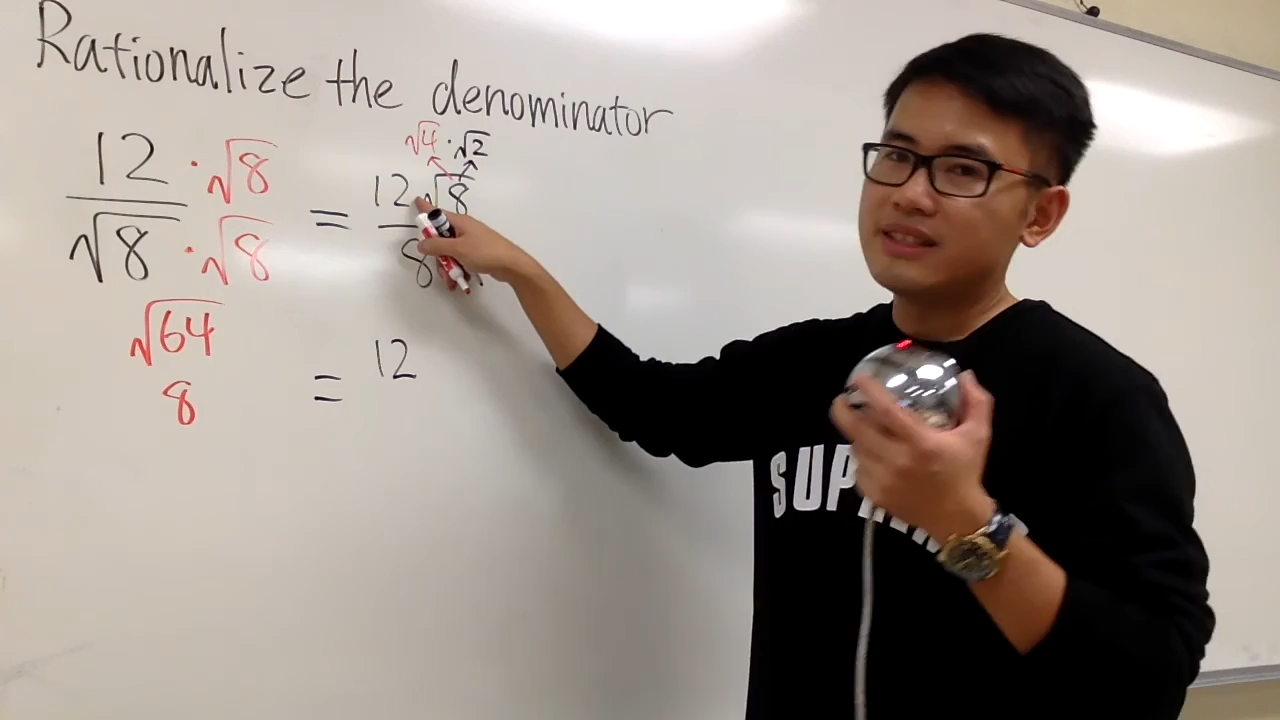 Rationalize the denominator
√4 · √2
12 · √8 = 12√8
√8 · √8 8
√64
8 = 12